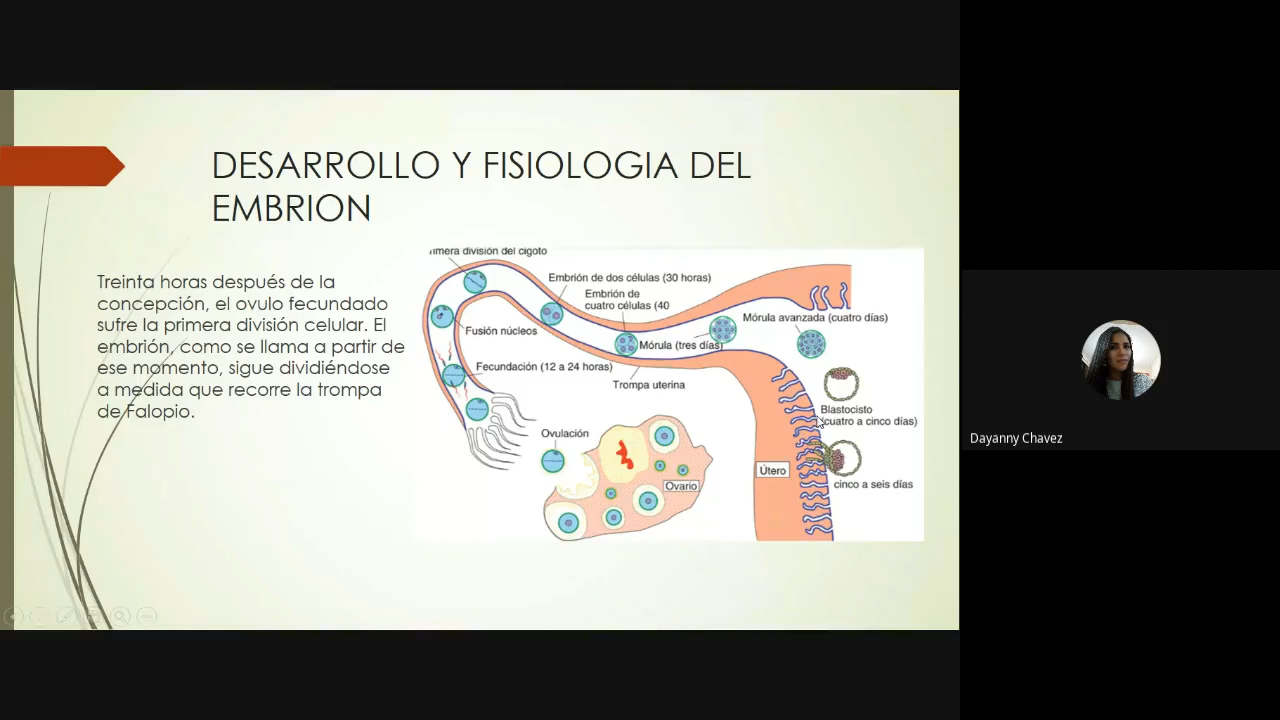 DESARROLLO Y FISIOLOGIA DEL
EMBRION
Treinta horas después de la
concepción, el ovulo fecundado
sufre la primera división celular. El
embrión, como se llama a partir de
ese momento, sigue dividiéndose
a medida que recorre la trompa
de Falopio.
rimera división del cigoto
Embrión de dos células (30 horas)
Embrión de
cuatro células (40
Mórula avanzada (cuatro días)
Fusión núcleos
Mórula (tres días)
Fecundación (12 a 24 horas)
Trompa uterina
Blastocisto
(cuatro a cinco días)
Ovulación
Útero
Ovario
cinco a seis días
Dayanny Chavez